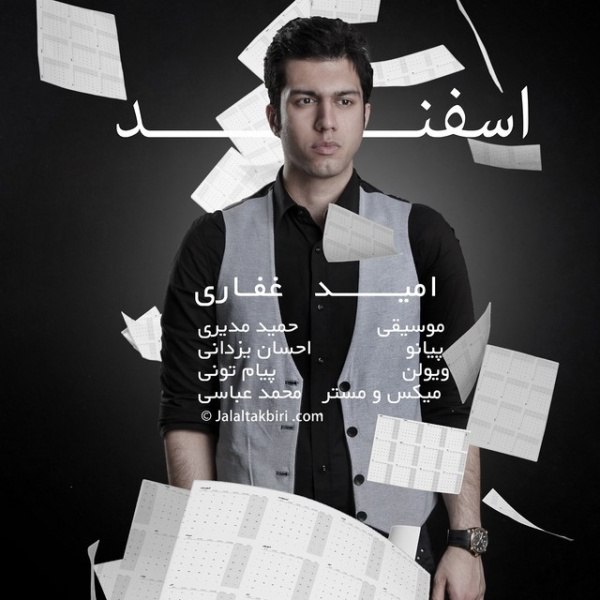 اسفند
امید غفاری
موسیقی حمید مدیری
پیانو احسان یزدانی
ویولن پیام تونی
میکس و مستر محمد عباسی
© Jalaltakbiri .com